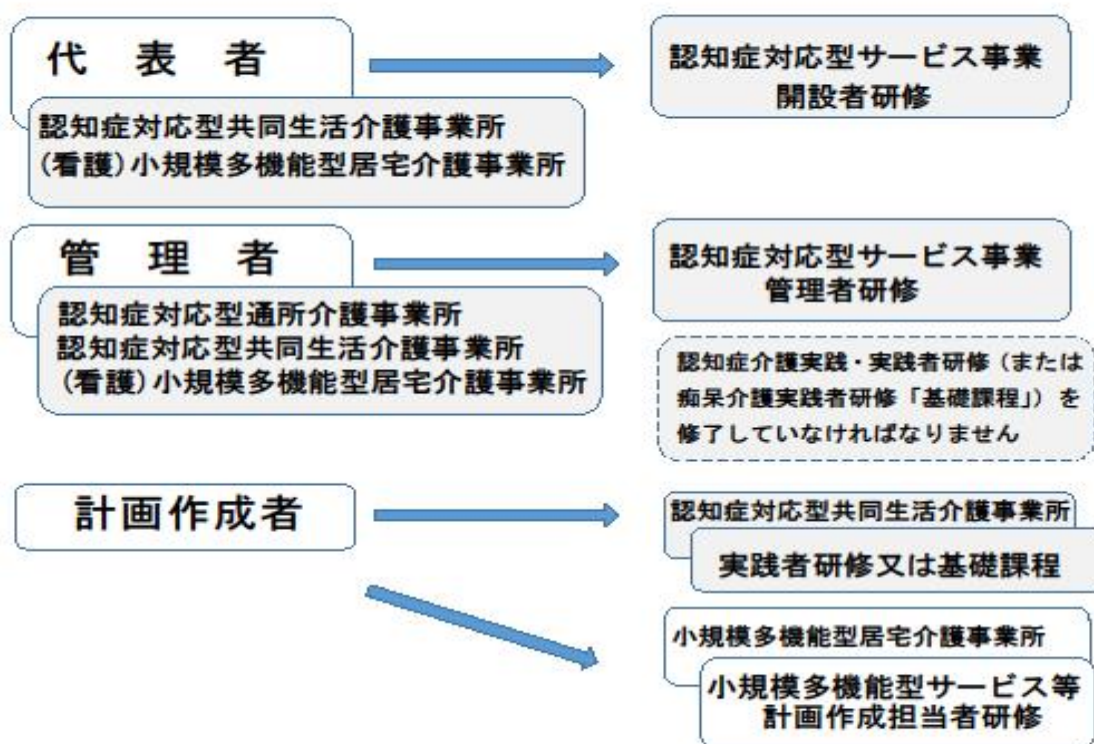 代　表　者
認知症対応型共同生活介護事業所
(看護)小規模多機能型居宅介護事業所
認知症対応型サービス事業
開設者研修
管　理　者
認知症対応型通所介護事業所
認知症対応型共同生活介護事業所
(看護)小規模多機能型居宅介護事業所
認知症対応型サービス事業
管理者研修
認知症介護実践・実践者研修（または
痴呆介護実践者研修「基礎課程」）を
修了していなければなりません
計画作成者
認知症対応型共同生活介護事業所
実践者研修又は基礎課程
小規模多機能型居宅介護事業所
小規模多機能型サービス等
計画作成担当者研修